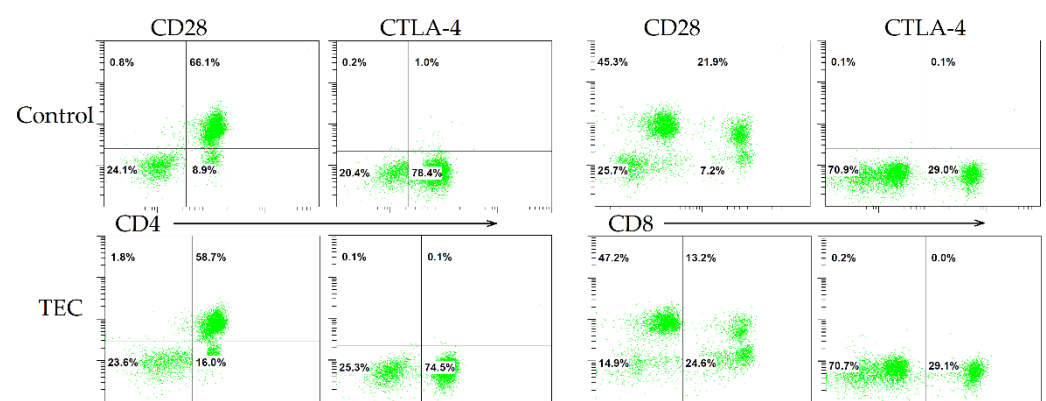 CD28 CTLA-4 CD28 CTLA-4
0.8% 66.1% 0.2% 1.0% 45.3% 21.9% 0.1% 0.1%
Control
24.1% 8.9% 20.4% 78.4% 25.7% 7.2% 70.9% 29.0%
CD4 CD8
1.8% 58.7% 0.1% 0.1% 47.2% 13.2% 0.2% 0.0%
TEC
23.6% 16.0% 25.3% 74.5% 14.9% 24.6% 70.7% 29.1%